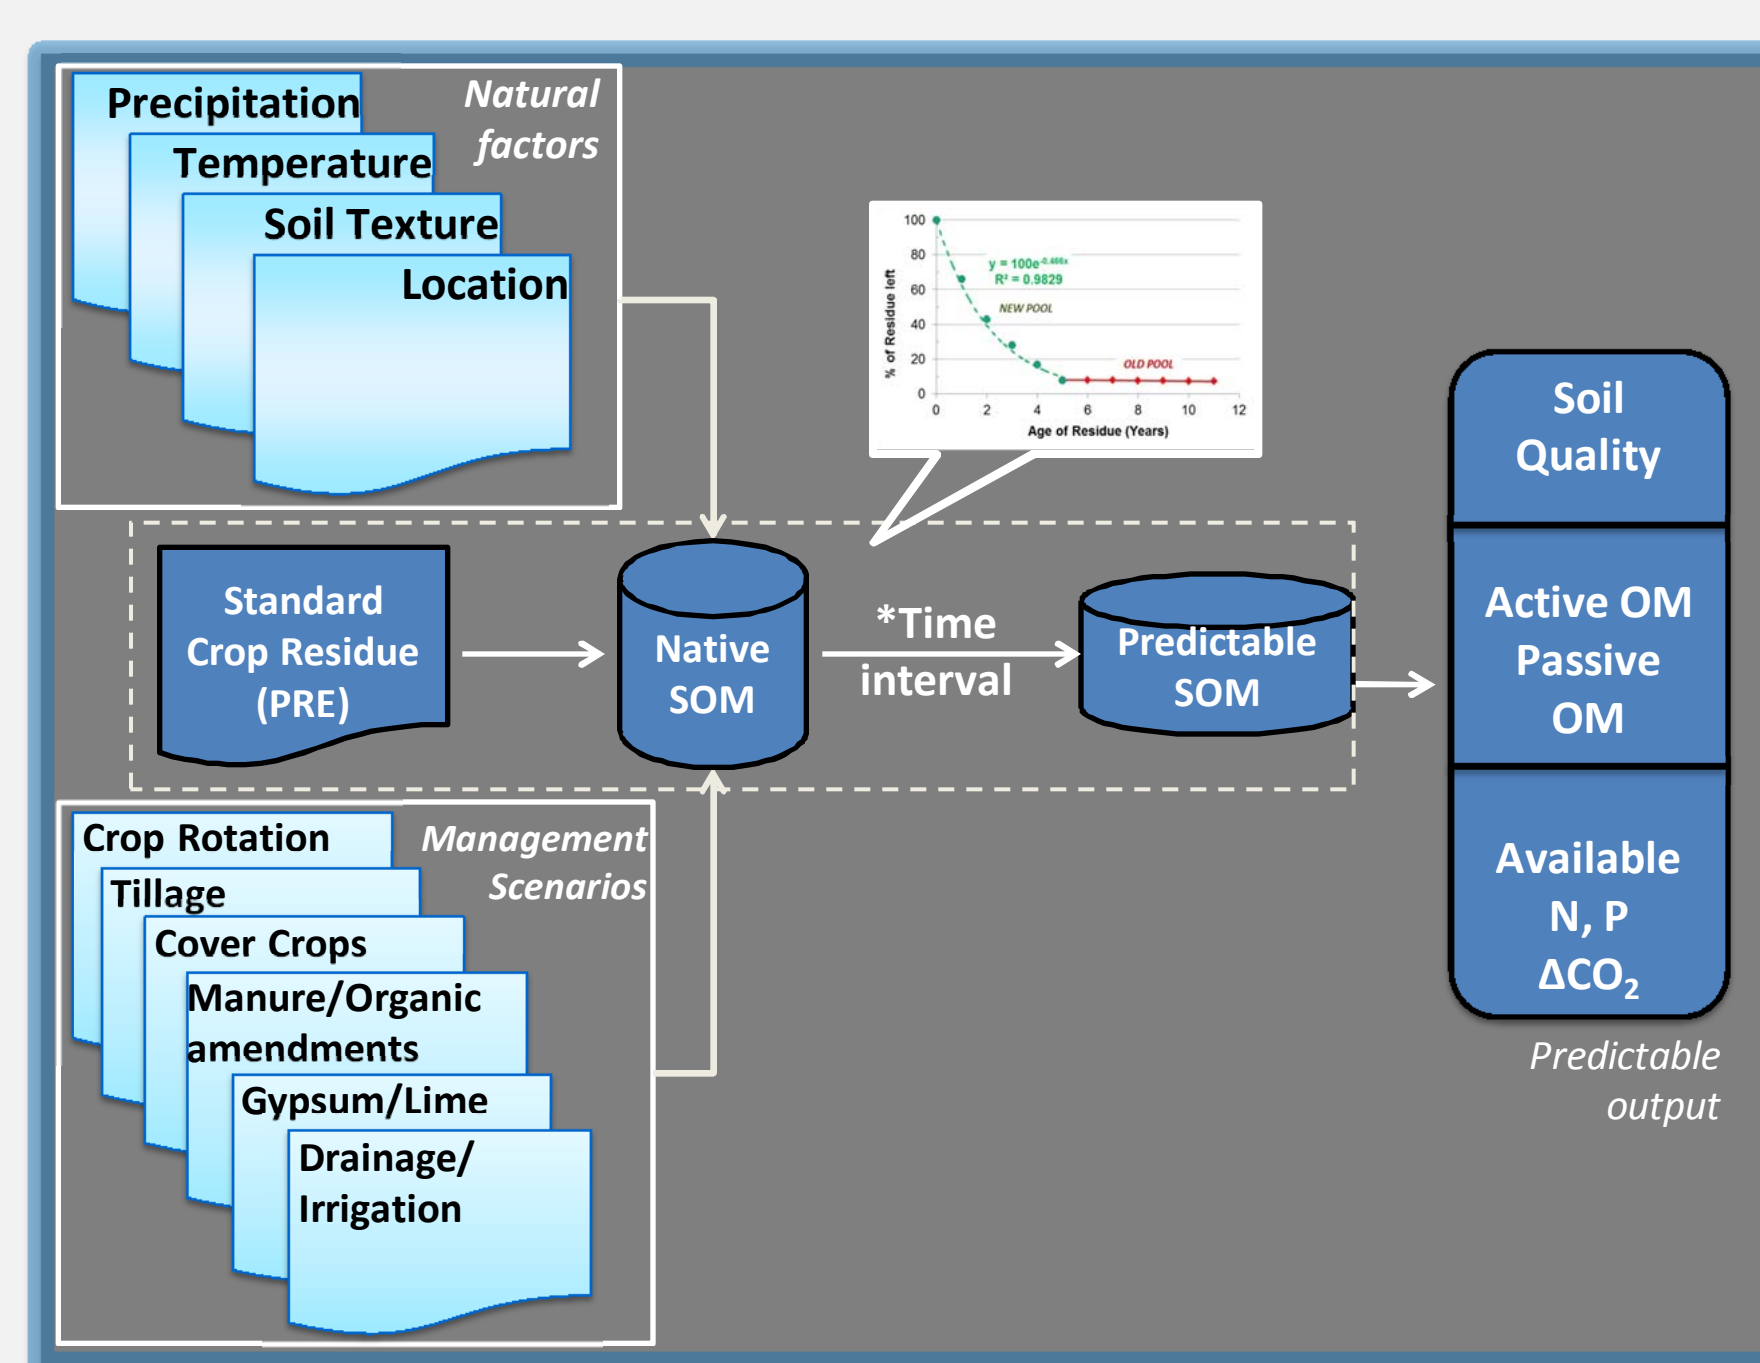 Precipitation
Temperature
Soil Texture
Location
Natural
factors
100
80
60
40
20
0
0 2 4 6 8 10 12
% of Residue left
Age of Residue (Years)
y = 100e-0.466x
R² = 0.9829
NEW POOL
OLD POOL
Standard
Crop Residue
(PRE)
Native
SOM
*Time
interval
Predictable
SOM
Soil
Quality
Active OM
Passive
OM
Available
N, P
ΔCO₂
Predictable
output
Crop Rotation
Tillage
Cover Crops
Manure/Organic
amendments
Gypsum/Lime
Drainage/
Irrigation
Management
Scenarios